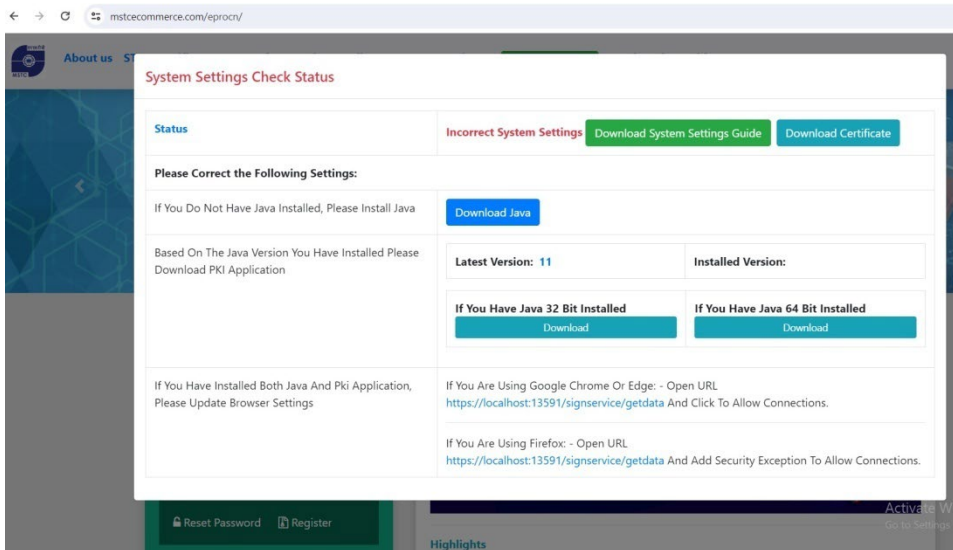 mstcecommerce.com/eprocn/
About us
System Settings Check Status
Status
Incorrect System Settings
Download System Settings Guide
Download Certificate
Please Correct the Following Settings:
If You Do Not Have Java Installed, Please Install Java
Download Java
Based On The Java Version You Have Installed Please
Download PKI Application
Latest Version: 11
Installed Version:
If You Have Java 32 Bit Installed
Download
If You Have Java 64 Bit Installed
Download
If You Have Installed Both Java And Pki Application,
Please Update Browser Settings
If You Are Using Google Chrome Or Edge: - Open URL
https://localhost:13591/signservice/getdata And Click To Allow Connections.
If You Are Using Firefox: - Open URL
https://localhost:13591/signservice/getdata And Add Security Exception To Allow Connections.
Reset Password
Register
Activate W
Go to Settings
Highlights